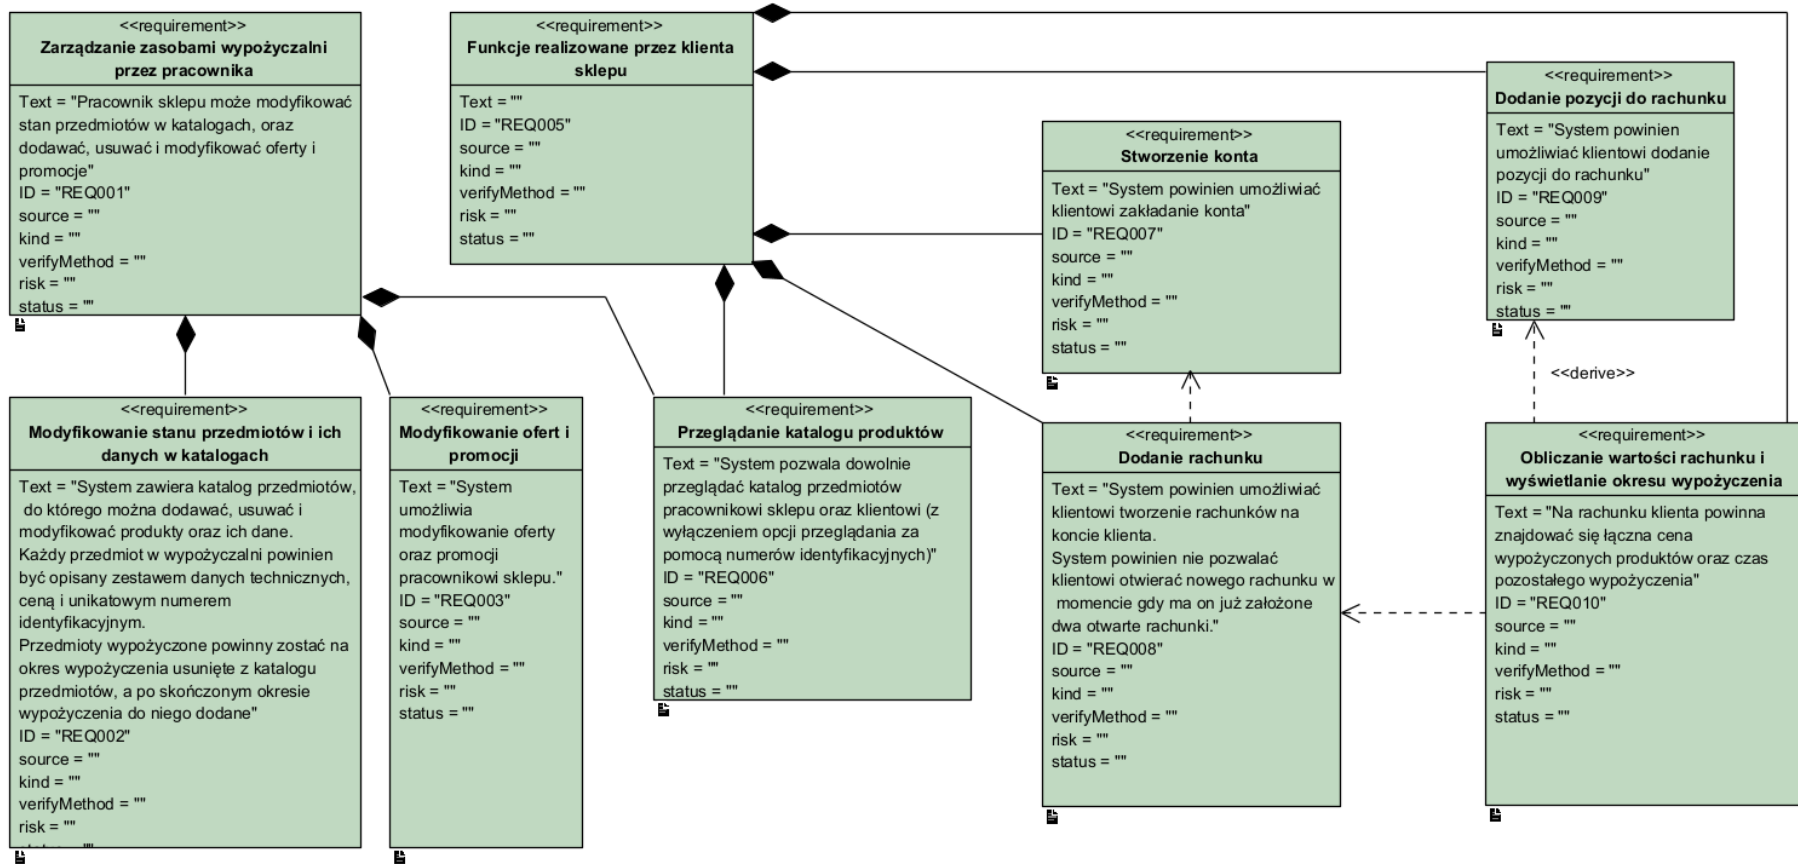 <<requirement>>
Zarządzanie zasobami wypożyczalni
przez pracownika
Text = "Pracownik sklepu może modyfikować
stan przedmiotów w katalogach, oraz
dodawać, usuwać i modyfikować oferty i
promocje"
ID = "REQ001"
source = ""
kind = ""
verifyMethod = ""
risk = ""
status = ""
<<requirement>>
Funkcje realizowane przez klienta
sklepu
Text = ""
ID = "REQ005"
source = ""
kind = ""
verifyMethod = ""
risk = ""
status = ""
<<requirement>>
Stworzenie konta
Text = "System powinien umożliwiać
klientowi zakładanie konta"
ID = "REQ007"
source = ""
kind = ""
verifyMethod = ""
risk = ""
status = ""
<<requirement>>
Dodanie pozycji do rachunku
Text = "System powinien
umożliwiać klientowi dodanie
pozycji do rachunku"
ID = "REQ009"
source = ""
kind = ""
verifyMethod = ""
risk = ""
status = ""
<<derive>>
<<requirement>>
Modyfikowanie stanu przedmiotów i ich
danych w katalogach
Text = "System zawiera katalog przedmiotów,
do którego można dodawać, usuwać i
modyfikować produkty oraz ich dane.
Każdy przedmiot w wypożyczalni powinien
być opisany zestawem danych technicznych,
ceną i unikatowym numerem
identyfikacyjnym.
Przedmioty wypożyczone powinny zostać na
okres wypożyczenia usunięte z katalogu
przedmiotów, a po skończonym okresie
wypożyczenia do niego dodane"
ID = "REQ002"
source = ""
kind = ""
verifyMethod = ""
risk = ""
<<requirement>>
Modyfikowanie ofert i
promocji
Text = "System
umożliwia
modyfikowanie oferty
oraz promocji
pracownikowi sklepu."
ID = "REQ003"
source = ""
kind = ""
verifyMethod = ""
risk = ""
status = ""
<<requirement>>
Przeglądanie katalogu produktów
Text = "System pozwala dowolnie
przeglądać katalog przedmiotów
pracownikowi sklepu oraz klientowi (z
wyłączeniem opcji przeglądania za
pomocą numerów identyfikacyjnych)"
ID = "REQ006"
source = ""
kind = ""
verifyMethod = ""
risk = ""
status = ""
<<requirement>>
Dodanie rachunku
Text = "System powinien umożliwiać
klientowi tworzenie rachunków na
koncie klienta.
System powinien nie pozwalać
klientowi otwierać nowego rachunku w
momencie gdy ma on już założone
dwa otwarte rachunki."
ID = "REQ008"
source = ""
kind = ""
verifyMethod = ""
risk = ""
status = ""
<<requirement>>
Obliczanie wartości rachunku i
wyświetlanie okresu wypożyczenia
Text = "Na rachunku klienta powinna
znajdować się łączna cena
wypożyczonych produktów oraz czas
pozostałego wypożyczenia"
ID = "REQ010"
source = ""
kind = ""
verifyMethod = ""
risk = ""
status = ""